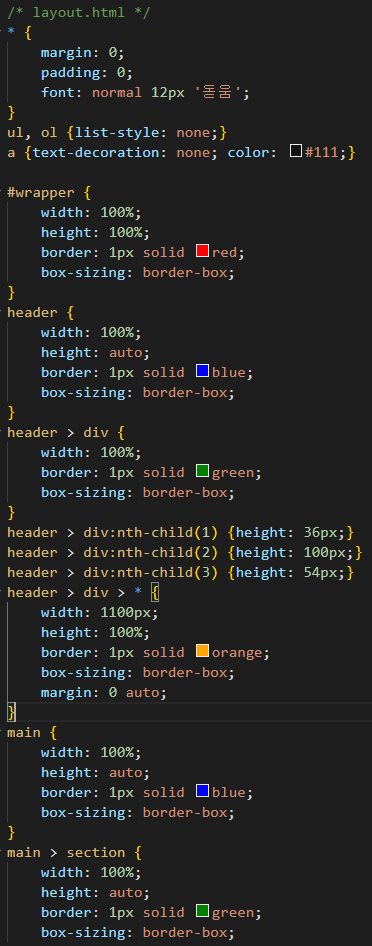 /* layout.html */
* {
margin: 0;
padding: 0;
font: normal 12px '돋움';
}
ul, ol {list-style: none;}
a {text-decoration: none; color: #111;}
#wrapper {
width: 100%;
height: 100%;
border: 1px solid red;
box-sizing: border-box;
}
header {
width: 100%;
height: auto;
border: 1px solid blue;
box-sizing: border-box;
}
header > div {
width: 100%;
border: 1px solid green;
box-sizing: border-box;
}
header > div:nth-child(1) {height: 36px;}
header > div:nth-child(2) {height: 100px;}
header > div:nth-child(3) {height: 54px;}
header > div > * {
width: 1100px;
height: 100%;
border: 1px solid orange;
box-sizing: border-box;
margin: 0 auto;
}
main {
width: 100%;
height: auto;
border: 1px solid blue;
box-sizing: border-box;
}
main > section {
width: 100%;
height: auto;
border: 1px solid green;
box-sizing: border-box;